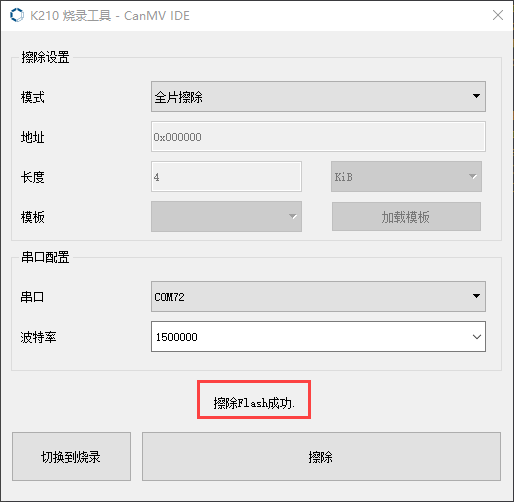 K210 烧录工具 - CanMV IDE
擦除设置
模式 全片擦除
地址 0x000000
长度 4 KiB
模板 加载模板
串口配置
串口 COM72
波特率 1500000
擦除Flash成功.
切换到烧录 擦除